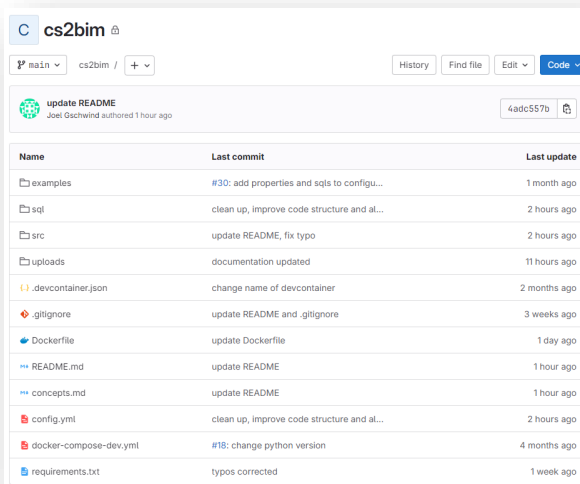 C cs2bim
main cs2bim / + History Find file Edit Code
update README
Joel Gschwind authored 1 hour ago 4adc557b
Name Last commit Last update
examples #30: add properties and sqls to configu... 1 month ago
sql clean up, improve code structure and al... 2 hours ago
src update README, fix typo 2 hours ago
uploads documentation updated 11 hours ago
.devcontainer.json change name of devcontainer 2 months ago
.gitignore update README and .gitignore 3 weeks ago
Dockerfile update Dockerfile 1 day ago
README.md update README 1 hour ago
concepts.md update README 1 hour ago
config.yml clean up, improve code structure and al... 2 hours ago
docker-compose-dev.yml #18: change python version 4 months ago
requirements.txt typos corrected 1 week ago